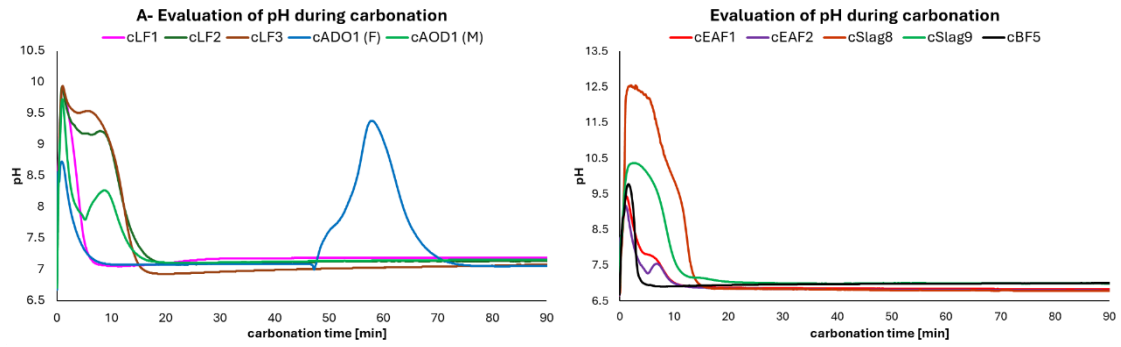 A- Evaluation of pH during carbonation
cLF1 cLF2 cLF3 cADO1 (F) cAOD1 (M)
10.5
10
9.5
9
8.5
8
7.5
7
6.5
pH
0 10 20 30 40 50 60 70 80 90
carbonation time [min]
Evaluation of pH during carbonation
cEAF1 cEAF2 cSlag8 cSlag9 cBF5
13.5
12.5
11.5
10.5
9.5
8.5
7.5
6.5
pH
0 10 20 30 40 50 60 70 80 90
carbonation time [min]